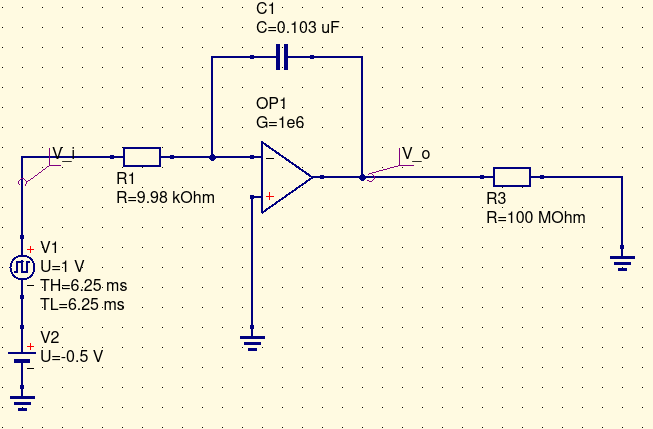 C1
C=0.103 uF
OP1
G=1e6
V_i
V_o
R1
R=9.98 kOhm
R3
R=100 MOhm
V1
U=1 V
TH=6.25 ms
TL=6.25 ms
V2
U=-0.5 V